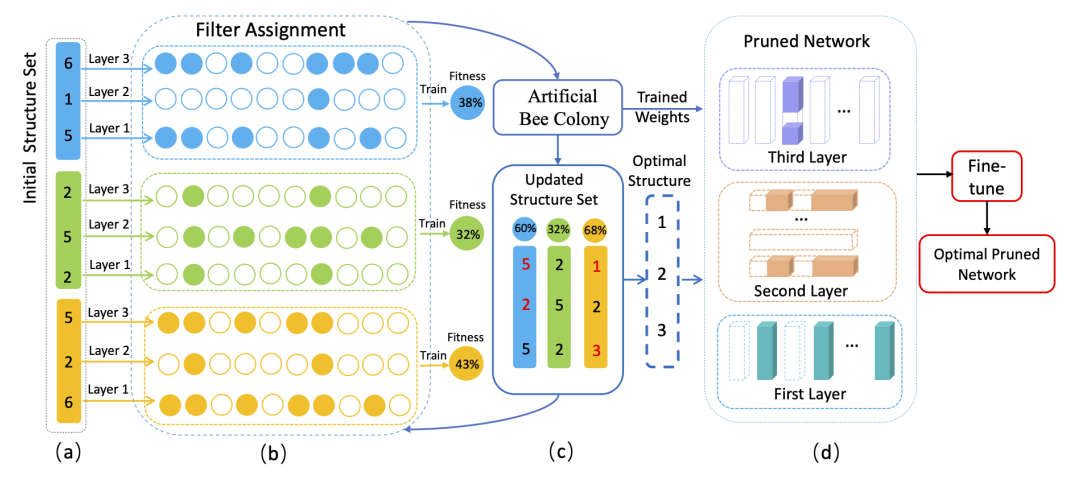 Initial Structure Set
6
1
5
2
5
2
5
2
6
(a)
Filter Assignment
Layer 3
Layer 2
Layer 1
Layer 3
Layer 2
Layer 1
Layer 3
Layer 2
Layer 1
(b)
Train
Fitness
38%
Train
Fitness
32%
Train
Fitness
43%
Artificial
Bee Colony
Updated
Structure Set
60% 32% 68%
5 2 1
2 5 2
5 2 3
(c)
Trained
Weights
Optimal
Structure
1
2
3
Pruned Network
...
Third Layer
...
Second Layer
...
First Layer
(d)
Fine-
tune
Optimal Pruned
Network